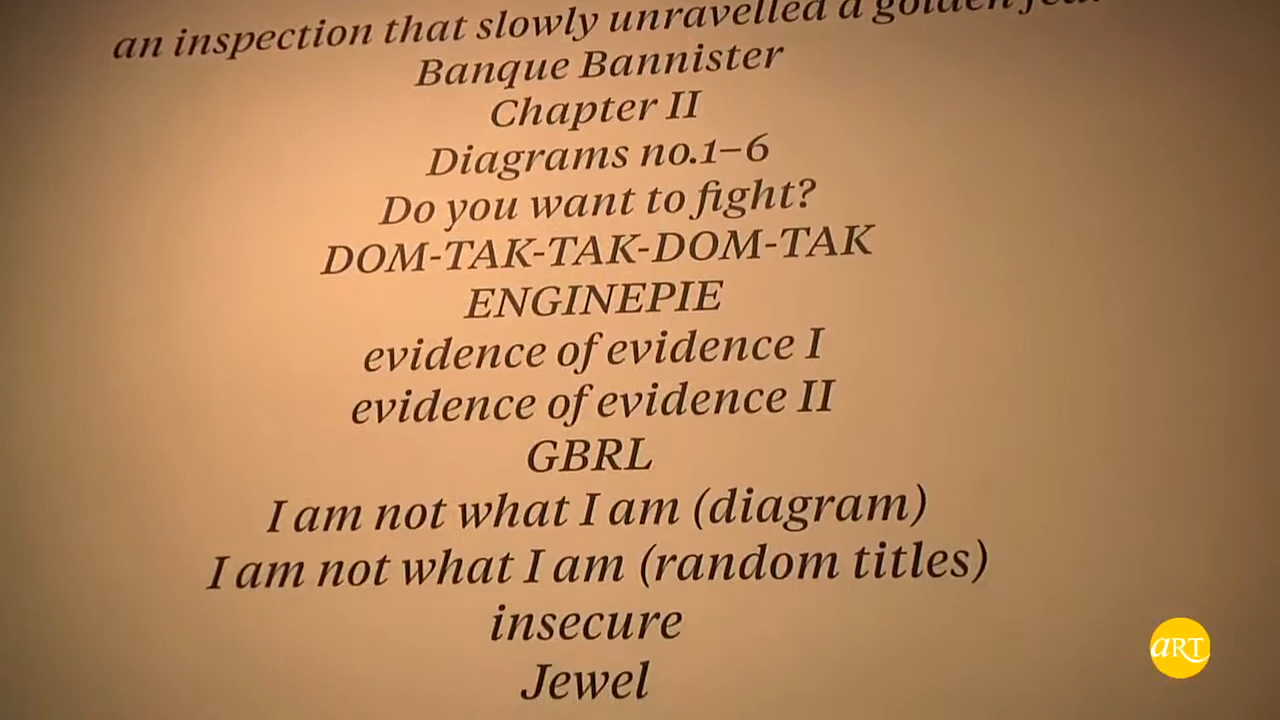 an inspection that slowly unravelled a golden
Banque Bannister
Chapter II
Diagrams no.1–6
Do you want to fight?
DOM-TAK-TAK-DOM-TAK
ENGINEPIE
evidence of evidence I
evidence of evidence II
GBRL
I am not what I am (diagram)
I am not what I am (random titles)
insecure
Jewel
aRT